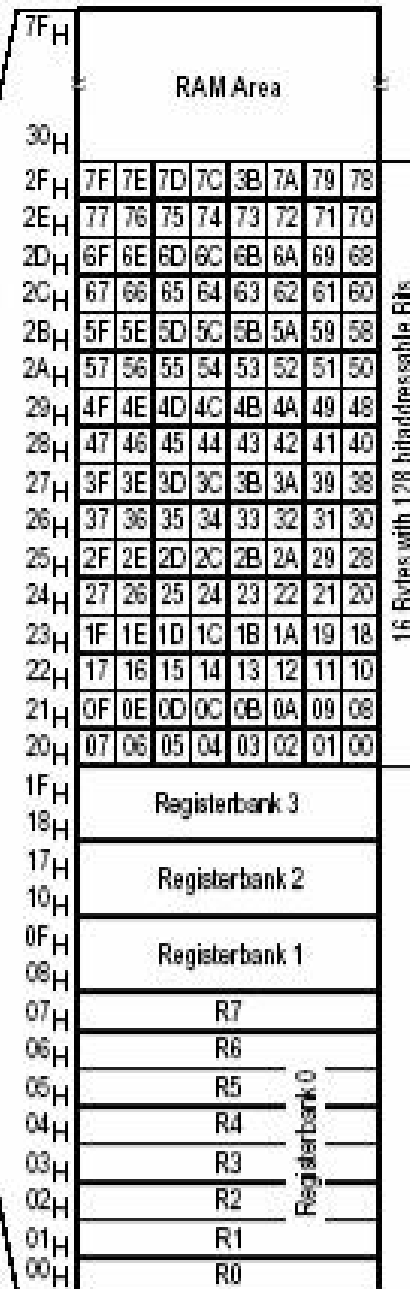 7FH
RAM Area
30H
2FH 7F 7E 7D 7C 3B 7A 79 78
2EH 77 76 75 74 73 72 71 70
2DH 6F 6E 6D 6C 6B 6A 69 68
2CH 67 66 65 64 63 62 61 60
2BH 5F 5E 5D 5C 5B 5A 59 58
2AH 57 56 55 54 53 52 51 50
29H 4F 4E 4D 4C 4B 4A 49 48
28H 47 46 45 44 43 42 41 40
27H 3F 3E 3D 3C 3B 3A 39 38
26H 37 36 35 34 33 32 31 30
25H 2F 2E 2D 2C 2B 2A 29 28
24H 27 26 25 24 23 22 21 20
23H 1F 1E 1D 1C 1B 1A 19 18
22H 17 16 15 14 13 12 11 10
21H 0F 0E 0D 0C 0B 0A 09 08
20H 07 06 05 04 03 02 01 00
16 Bytes with 128 bitaddressable Bits
1FH
Registerbank 3
18H
17H
Registerbank 2
10H
0FH
Registerbank 1
08H
07H R7
06H R6
05H R5
04H R4
03H R3
02H R2
01H R1
00H R0
Registerbank 0